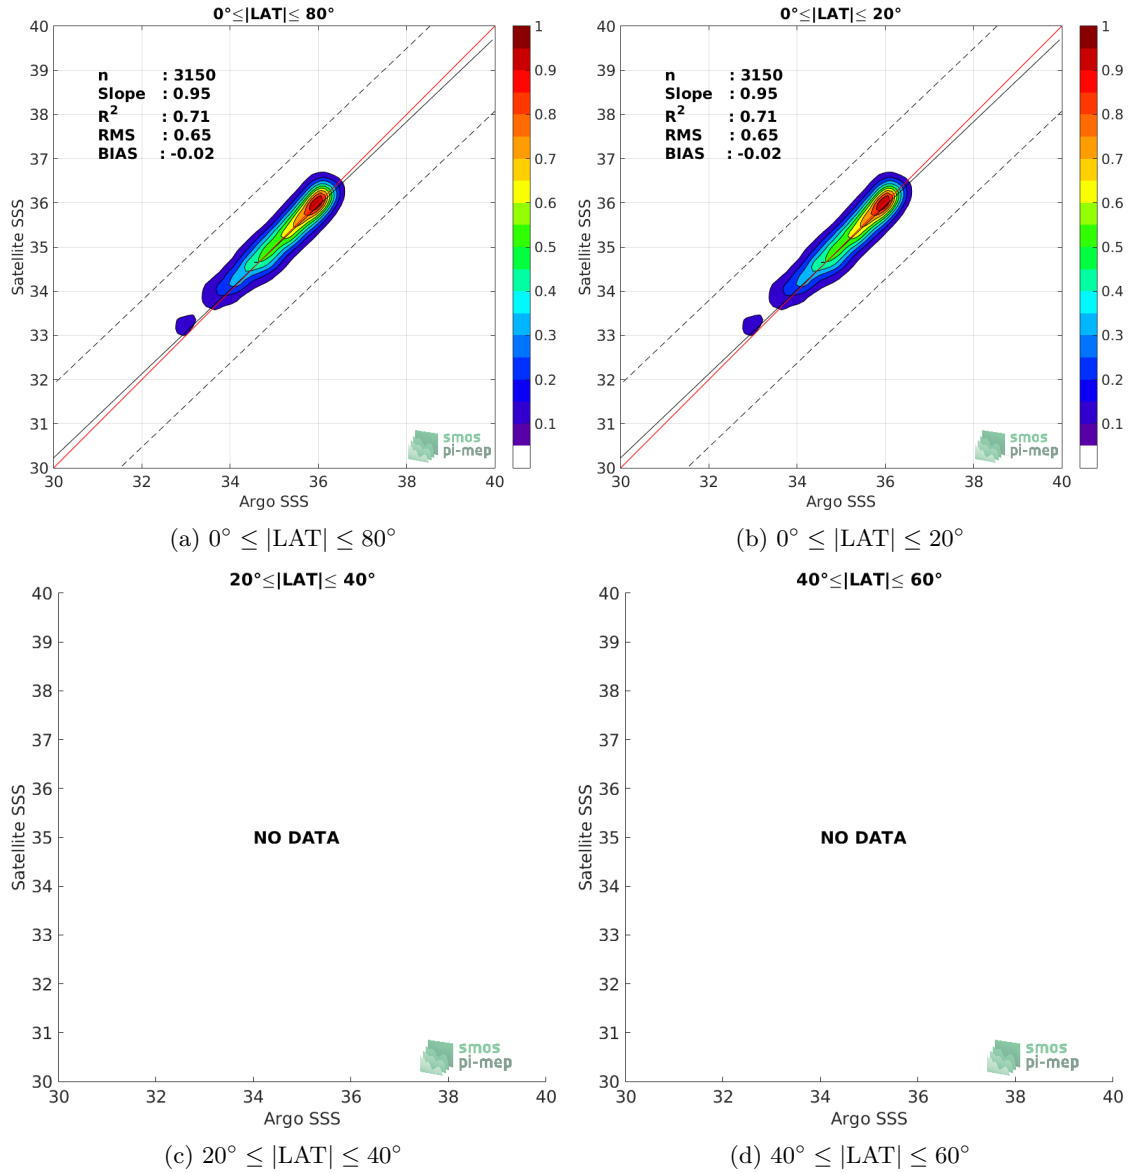 0°≤|LAT|≤ 80°
40
39
38
37
36
35
34
33
32
31
30
Satellite SSS
n : 3150
Slope : 0.95
R² : 0.71
RMS : 0.65
BIAS : -0.02
smos
pi-mep
30 32 34 36 38 40
Argo SSS
1
0.9
0.8
0.7
0.6
0.5
0.4
0.3
0.2
0.1
(a) 0° ≤ |LAT| ≤ 80°
0°≤|LAT|≤ 20°
40
39
38
37
36
35
34
33
32
31
30
Satellite SSS
n : 3150
Slope : 0.95
R² : 0.71
RMS : 0.65
BIAS : -0.02
smos
pi-mep
30 32 34 36 38 40
Argo SSS
1
0.9
0.8
0.7
0.6
0.5
0.4
0.3
0.2
0.1
(b) 0° ≤ |LAT| ≤ 20°
20°≤|LAT|≤ 40°
40
39
38
37
36
35
34
33
32
31
30
Satellite SSS
NO DATA
smos
pi-mep
30 32 34 36 38 40
Argo SSS
(c) 20° ≤ |LAT| ≤ 40°
40°≤|LAT|≤ 60°
40
39
38
37
36
35
34
33
32
31
30
Satellite SSS
NO DATA
smos
pi-mep
30 32 34 36 38 40
Argo SSS
(d) 40° ≤ |LAT| ≤ 60°